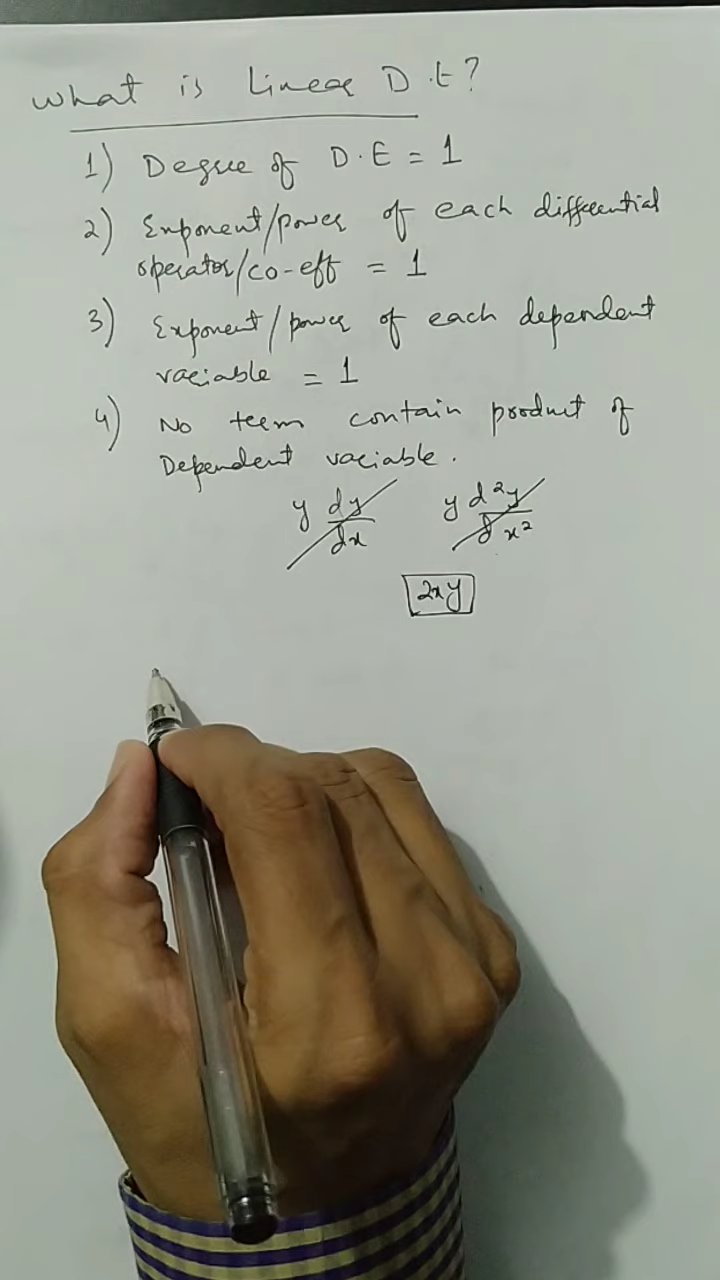 What is Linear D.E?
1) Degree of D.E = 1
2) Exponent/power of each differential
operator/co-eff = 1
3) Exponent/power of each dependent
variable = 1
4) No term contain product of
Dependent variable.
y dy/dx y d²y/dx²
2xy